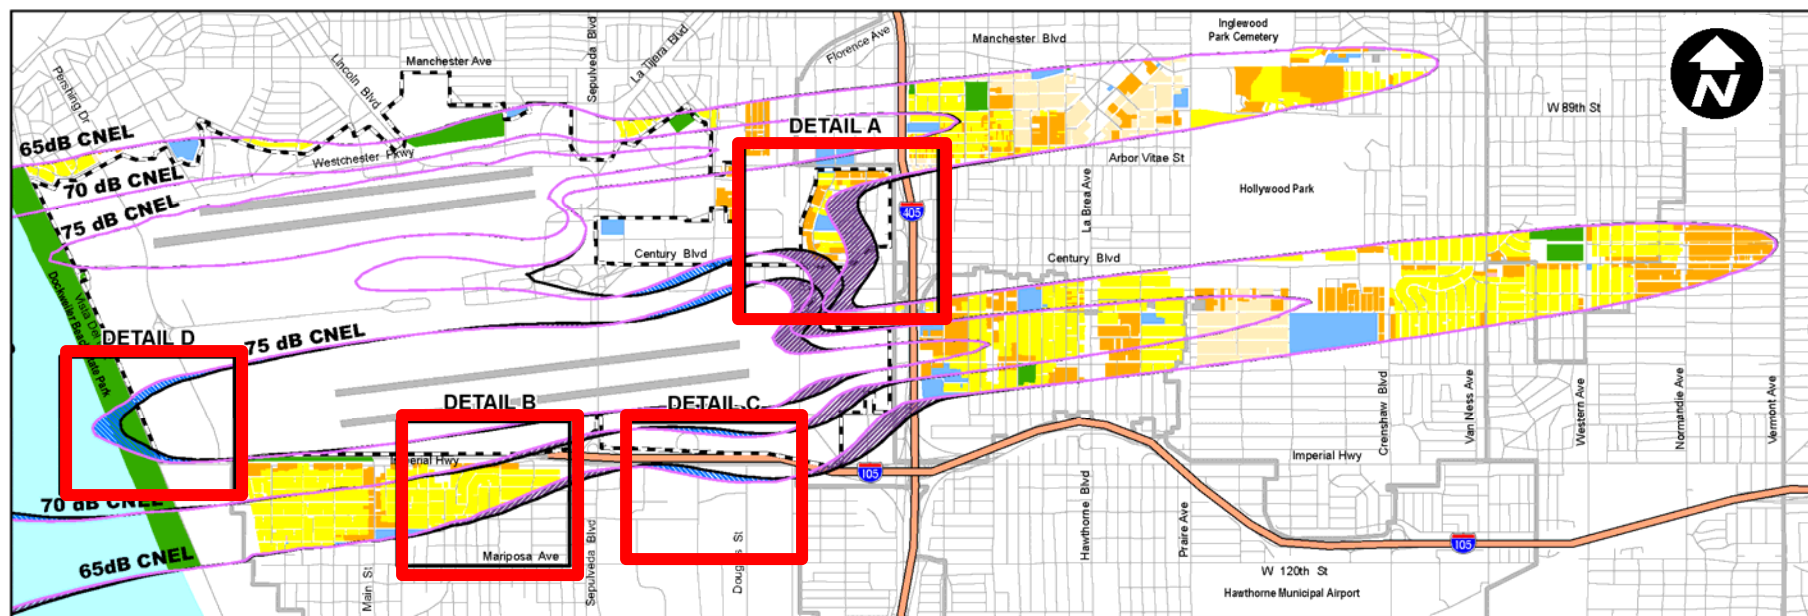 Inglewood
Park Cemetery
Manchester Blvd
Florence Ave
La Tijera Blvd
Sepulveda Blvd
Manchester Ave
Lincoln Blvd
Pershing Dr
N
W 89th St
65dB CNEL
DETAIL A
Westchester Pkwy
Arbor Vitae St
70 dB CNEL
La Brea Ave
Hollywood Park
75 dB CNEL
405
Century Blvd
Century Blvd
Vista Del
Dockweiler Beach State Park
DETAIL D
75 dB CNEL
DETAIL B
DETAIL C
Crenshaw Blvd
Van Ness Ave
Western Ave
Normandie Ave
Vermont Ave
Imperial Hwy
105
Imperial Hwy
70 dB CNEL
Hawthorne Blvd
Prairie Ave
105
65dB CNEL
Mariposa Ave
Main St
Sepulveda Blvd
Douglas St
W 120th St
Hawthorne Municipal Airport